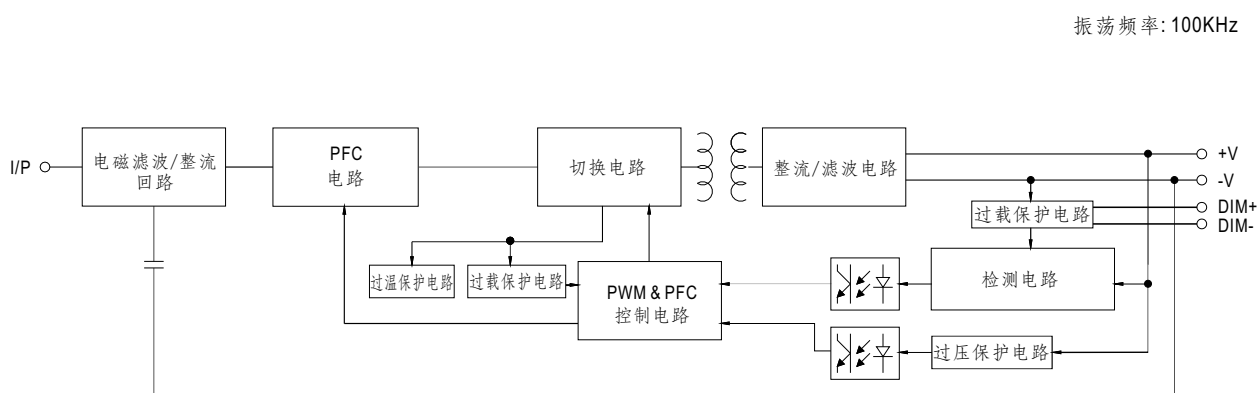 振荡频率: 100KHz
I/P
电磁滤波/整流
回路
PFC
电路
切换电路
整流/滤波电路
+V
-V
DIM+
DIM-
过载保护电路
过温保护电路
过载保护电路
PWM & PFC
控制电路
检测电路
过压保护电路